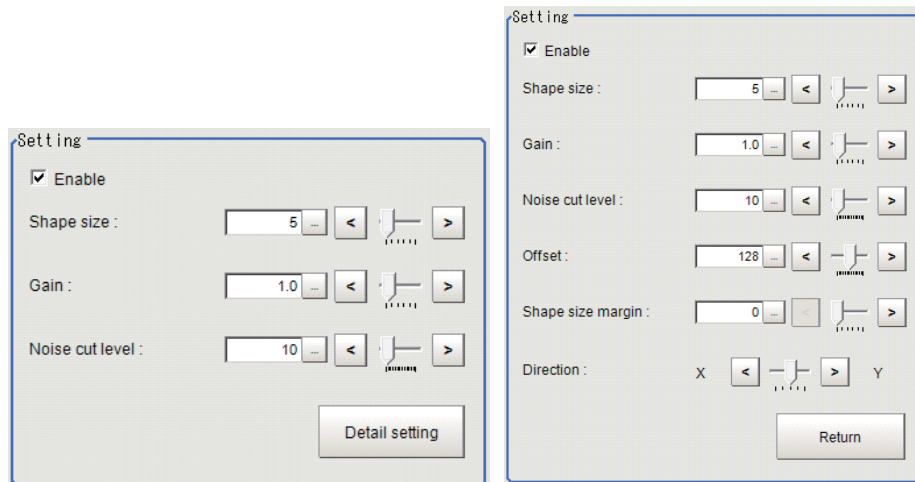 Setting
Enable
Shape size : 5 ... < >
Gain : 1.0 ... < >
Noise cut level : 10 ... < >
Detail setting
Setting
Enable
Shape size : 5 ... < >
Gain : 1.0 ... < >
Noise cut level : 10 ... < >
Offset : 128 ... < >
Shape size margin : 0 ... < >
Direction : X < > Y
Return